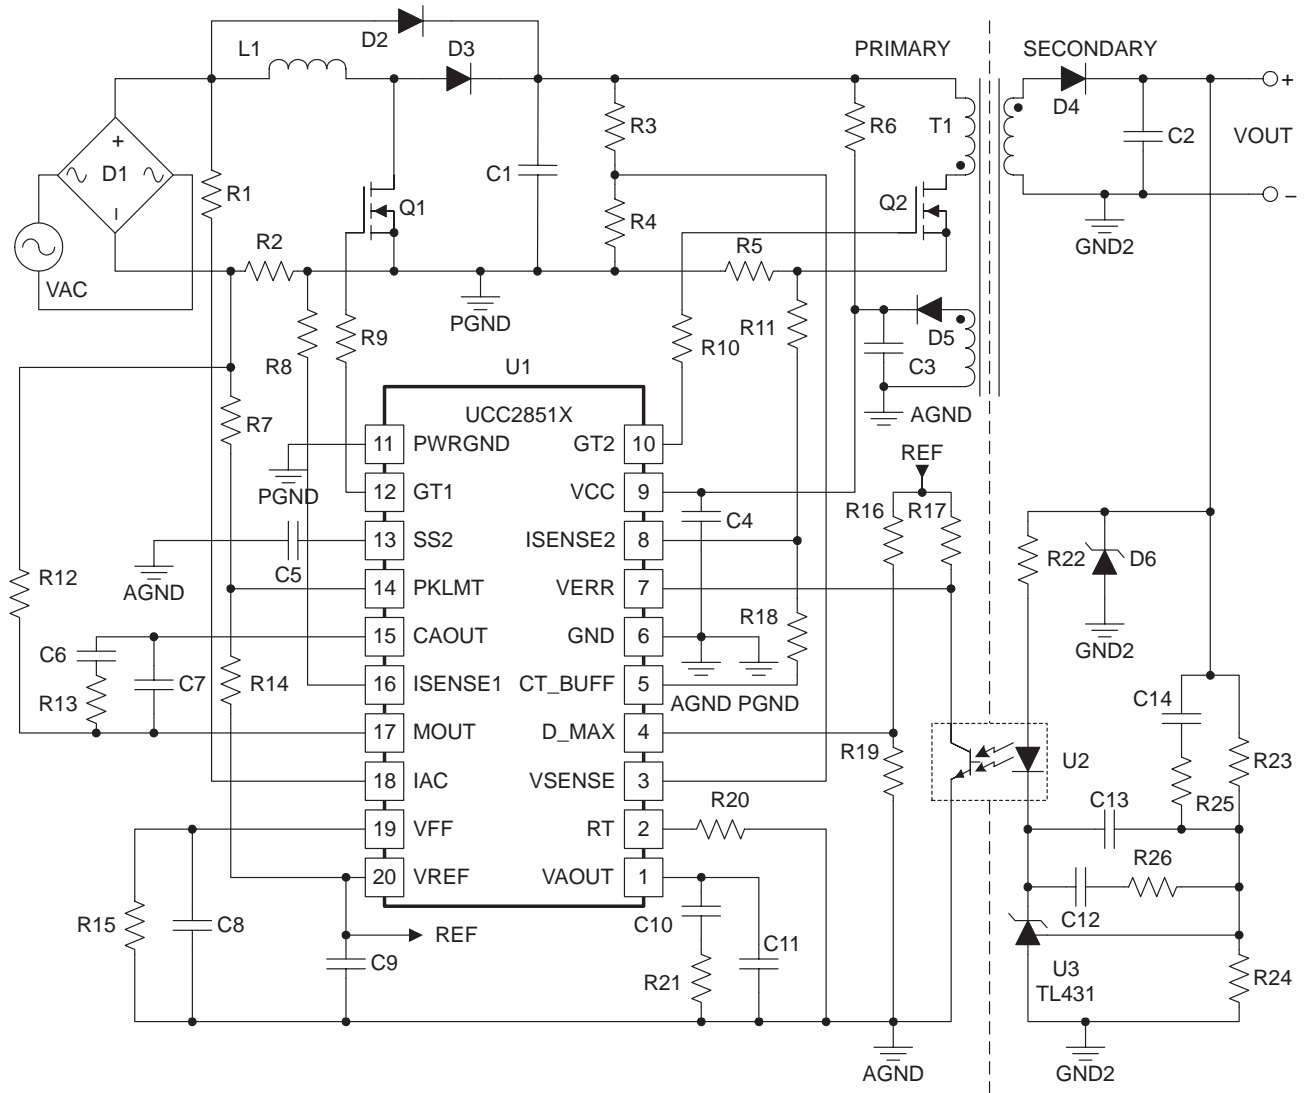 D2
L1
D3
PRIMARY
SECONDARY
+
D4
R3
R6
T1
+
D1
R1
C1
C2
VOUT
−
Q1
R4
Q2
−
R2
R5
GND2
VAC
PGND
R8
R9
R10
R11
D5
C3
U1
AGND
R7
UCC2851X
11 PWRGND
GT2 10
REF
PGND
12 GT1
VCC 9
C4
R16
R17
13 SS2
ISENSE2 8
C5
AGND
R12
R22
D6
14 PKLMT
VERR 7
R18
15 CAOUT
GND 6
GND2
C6
C7
R14
R13
16 ISENSE1
CT_BUFF 5
AGND
PGND
C14
17 MOUT
D_MAX 4
R19
U2
R23
18 IAC
VSENSE 3
R25
R20
C13
19 VFF
RT 2
R26
20 VREF
VAOUT 1
C12
R15
C8
REF
C10
C11
C9
R21
U3
TL431
R24
AGND
GND2